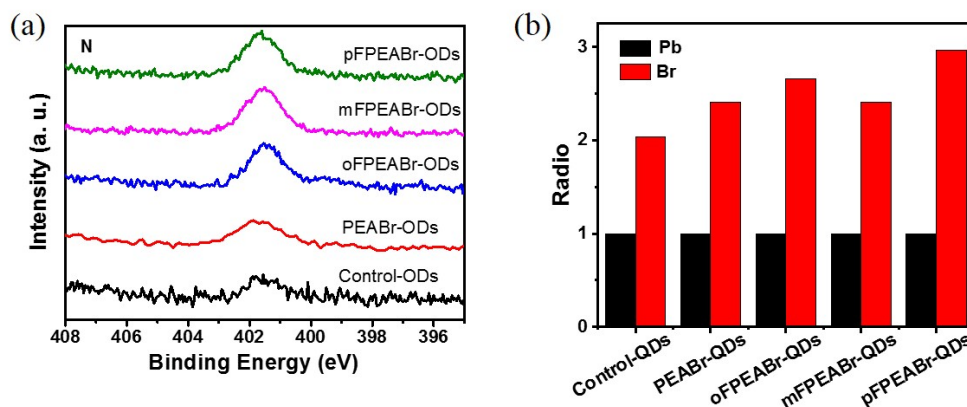 (a)
N
pFPEABr-ODs
mFPEABr-ODs
oFPEABr-ODs
PEABr-ODs
Control-ODs
Intensity (a. u.)
408 406 404 402 400 398 396
Binding Energy (eV)
(b)
Pb
Br
3
2
1
0
Radio
Control-QDs
PEABr-QDs
oFPEABr-QDs
mFPEABr-QDs
pFPEABr-QDs